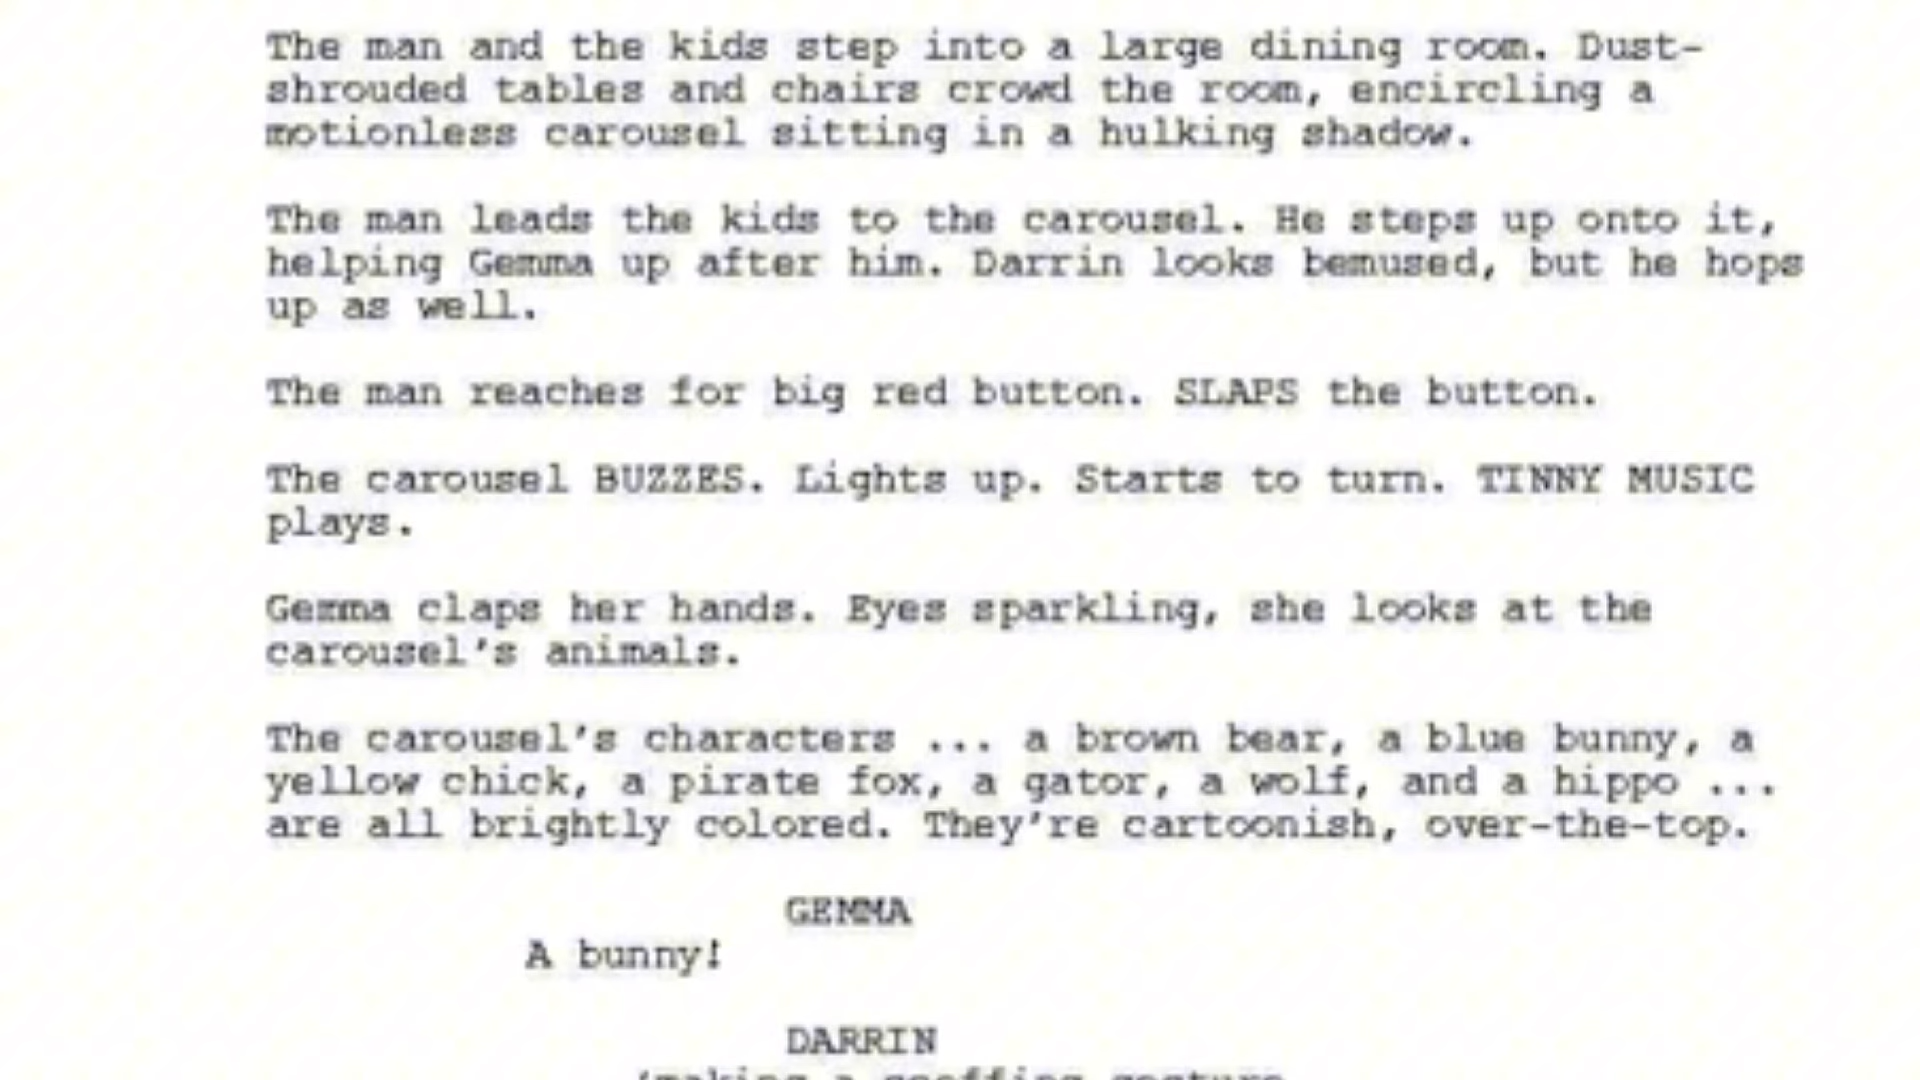 The man and the kids step into a large dining room. Dust-
shrouded tables and chairs crowd the room, encircling a
motionless carousel sitting in a hulking shadow.
The man leads the kids to the carousel. He steps up onto it,
helping Gemma up after him. Darrin looks bemused, but he hops
up as well.
The man reaches for big red button. SLAPS the button.
The carousel BUZZES. Lights up. Starts to turn. TINNY MUSIC
plays.
Gemma claps her hands. Eyes sparkling, she looks at the
carousel's animals.
The carousel's characters ... a brown bear, a blue bunny, a
yellow chick, a pirate fox, a gator, a wolf, and a hippo ...
are all brightly colored. They're cartoonish, over-the-top.
GEMMA
A bunny!
DARRIN
(making a scoffing gesture